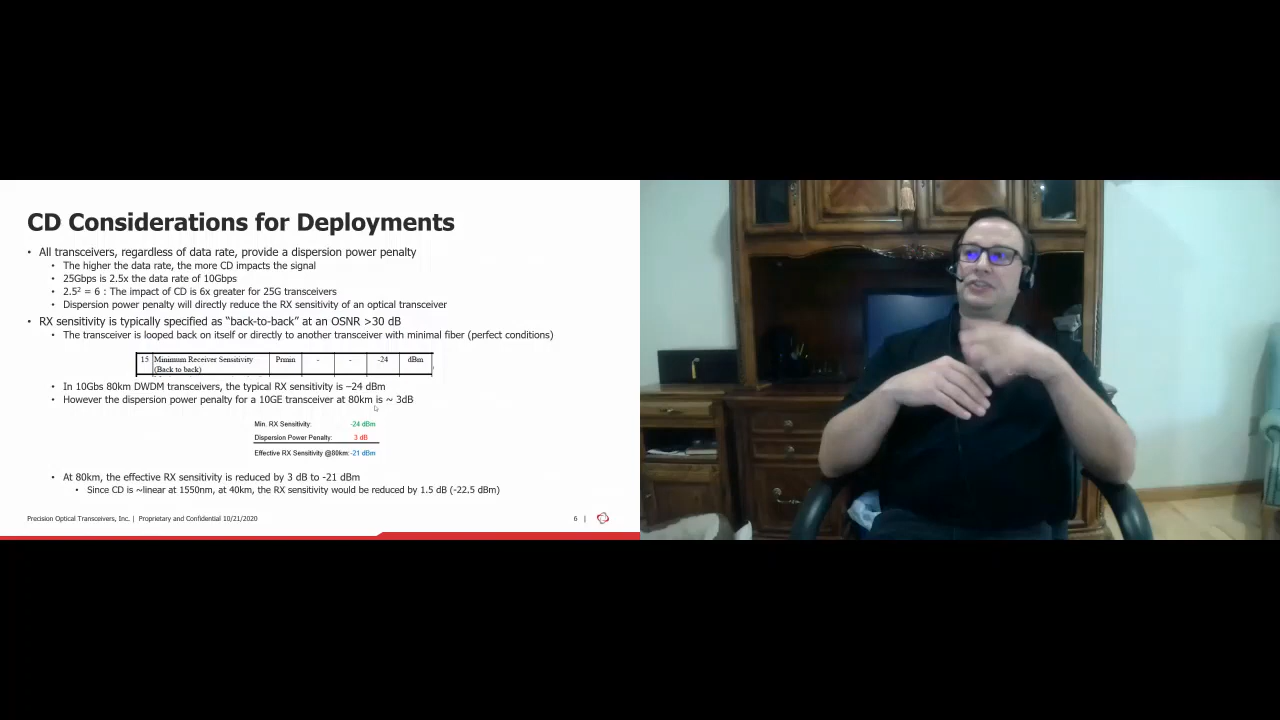 CD Considerations for Deployments
• All transceivers, regardless of data rate, provide a dispersion power penalty
• The higher the data rate, the more CD impacts the signal
• 25Gbps is 2.5x the data rate of 10Gbps
• 2.5² = 6 : The impact of CD is 6x greater for 25G transceivers
• Dispersion power penalty will directly reduce the RX sensitivity of an optical transceiver
• RX sensitivity is typically specified as “back-to-back” at an OSNR >30 dB
• The transceiver is looped back on itself or directly to another transceiver with minimal fiber (perfect conditions)
15 Minimum Receiver Sensitivity Pmin - - -24 dBm
(Back to back)
• In 10Gbs 80km DWDM transceivers, the typical RX sensitivity is –24 dBm
• However the dispersion power penalty for a 10GE transceiver at 80km is ~ 3dB
Min. RX Sensitivity: -24 dBm
Dispersion Power Penalty: 3 dB
Effective RX Sensitivity @80km: -21 dBm
• At 80km, the effective RX sensitivity is reduced by 3 dB to -21 dBm
• Since CD is ~linear at 1550nm, at 40km, the RX sensitivity would be reduced by 1.5 dB (-22.5 dBm)
Precision Optical Transceivers, Inc. | Proprietary and Confidential 10/21/2020 6 |